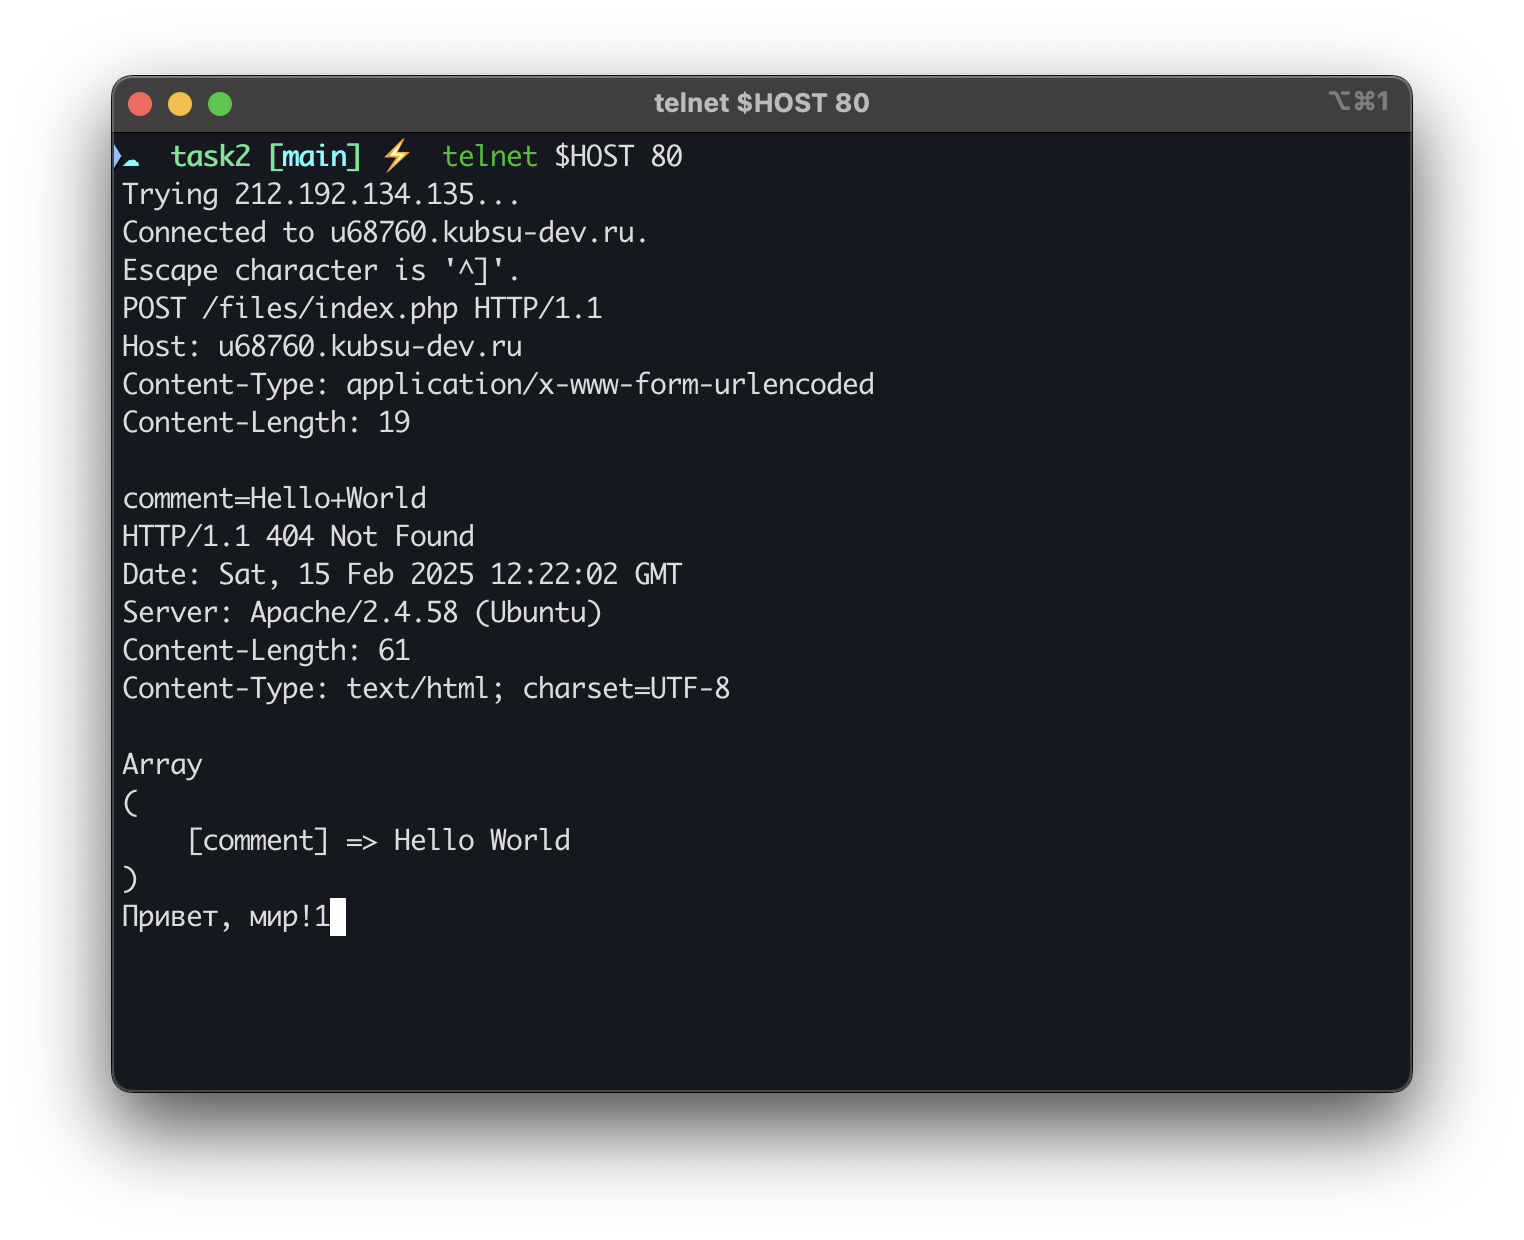 telnet $HOST 80
⌥⌘1
task2 [main] ⚡ telnet $HOST 80
Trying 212.192.134.135...
Connected to u68760.kubsu-dev.ru.
Escape character is '^]'.
POST /files/index.php HTTP/1.1
Host: u68760.kubsu-dev.ru
Content-Type: application/x-www-form-urlencoded
Content-Length: 19

comment=Hello+World
HTTP/1.1 404 Not Found
Date: Sat, 15 Feb 2025 12:22:02 GMT
Server: Apache/2.4.58 (Ubuntu)
Content-Length: 61
Content-Type: text/html; charset=UTF-8

Array
(
    [comment] => Hello World
)
Привет, мир!1